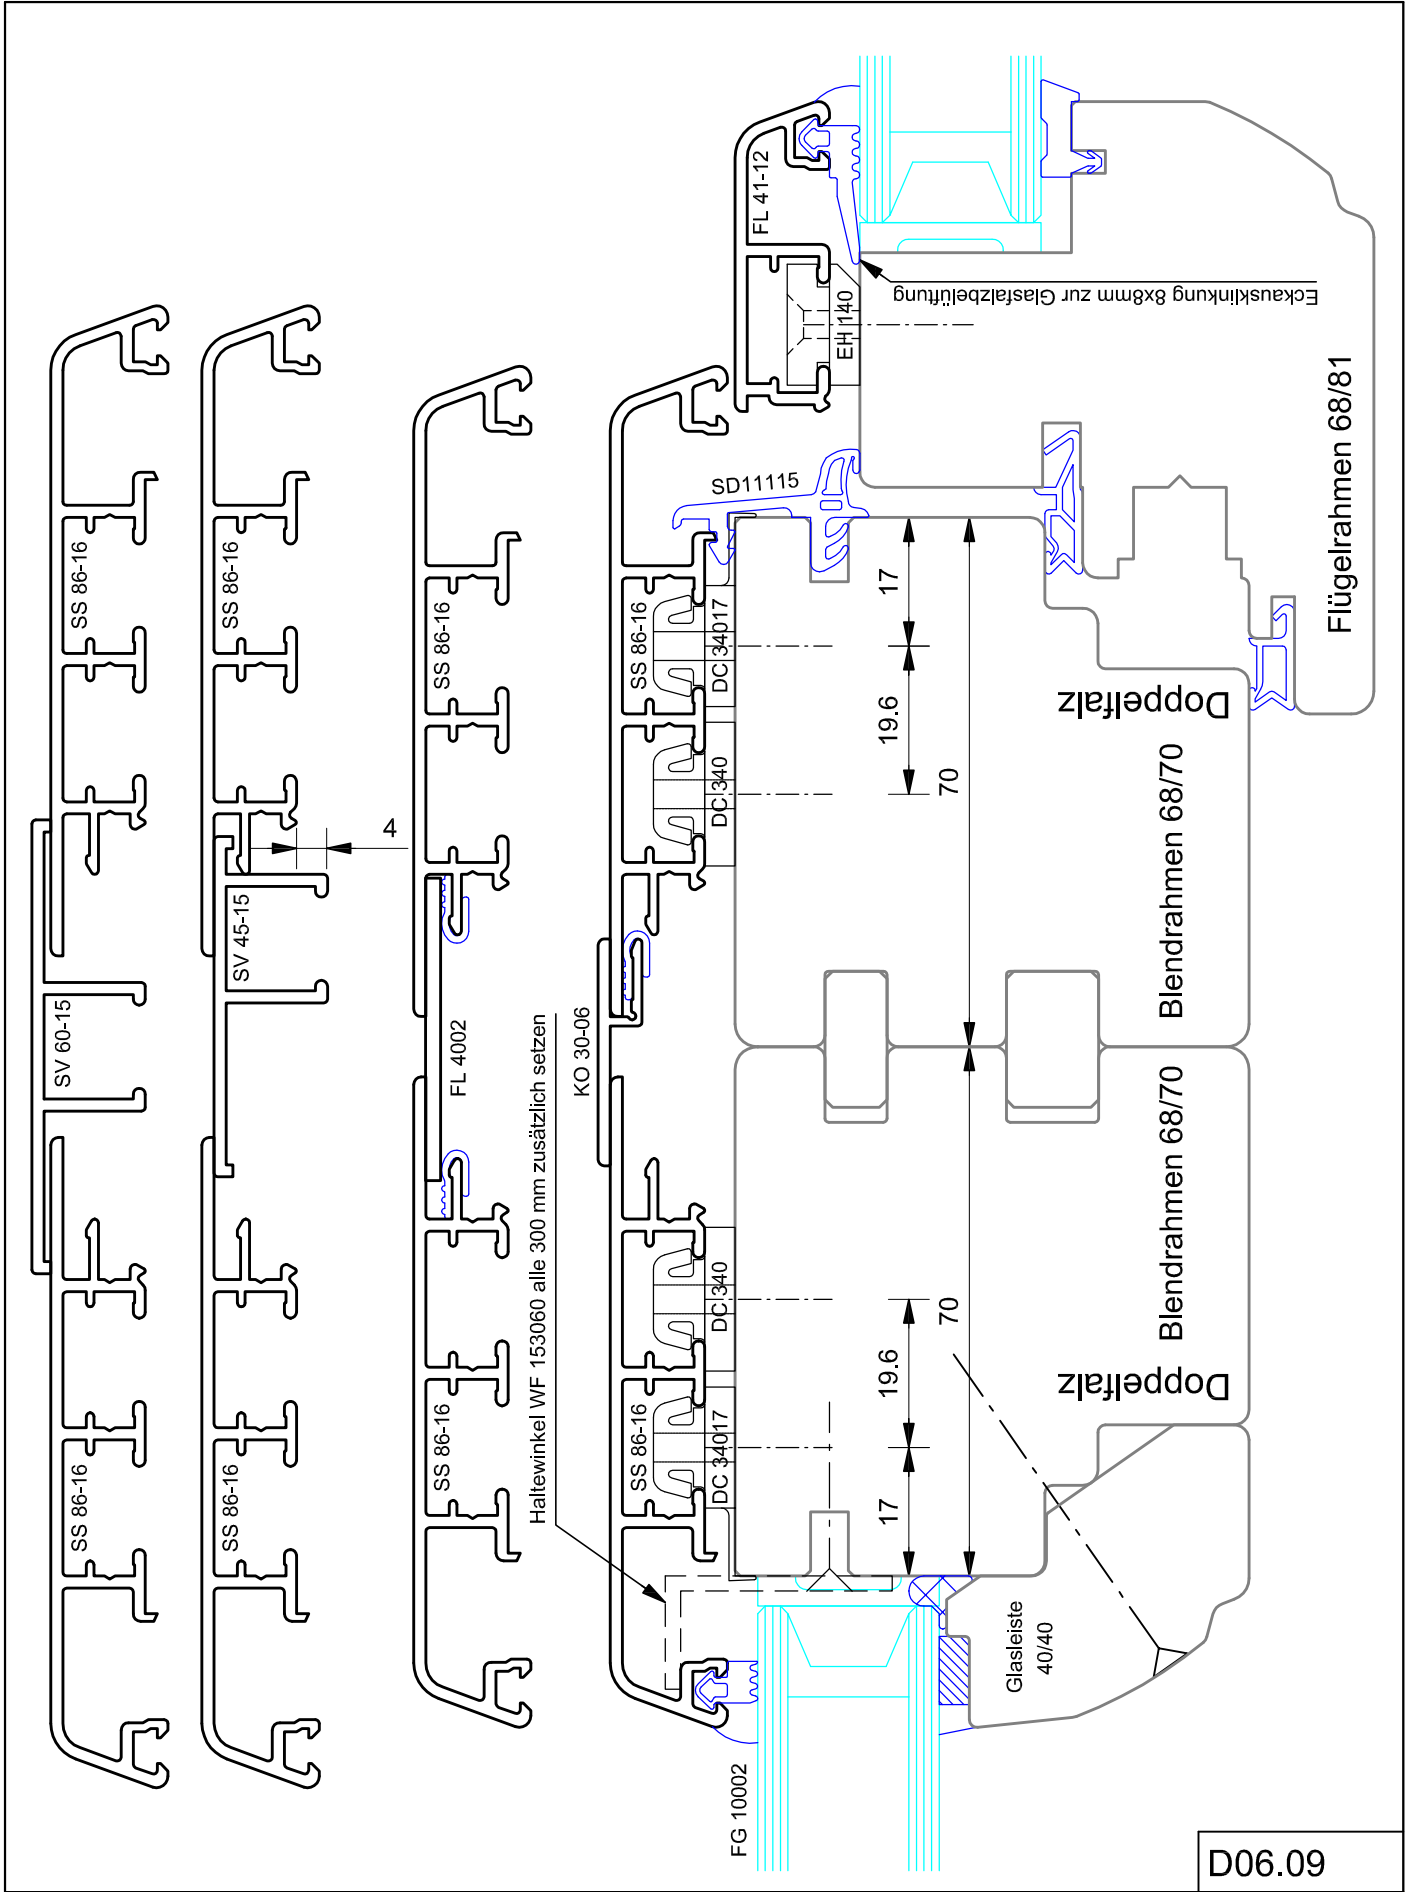 SS 86-16
SV 60-15
SS 86-16
SS 86-16
SV 45-15
4
SS 86-16
SS 86-16
FL 4002
SS 86-16
Haltewinkel WF 153060 alle 300 mm zusätzlich setzen
KO 30-06
SS 86-16
DC 34017
DC 340
SS 86-16
DC 340
DC 34017
SD11115
FL 41-12
EH 140
Eckausklinkung 8x8mm zur Glasfalzbelüftung
Flügelrahmen 68/81
17
19.6
70
Doppelfalz
Blendrahmen 68/70
Blendrahmen 68/70
Doppelfalz
70
19.6
17
Glasleiste
40/40
FG 10002
D06.09